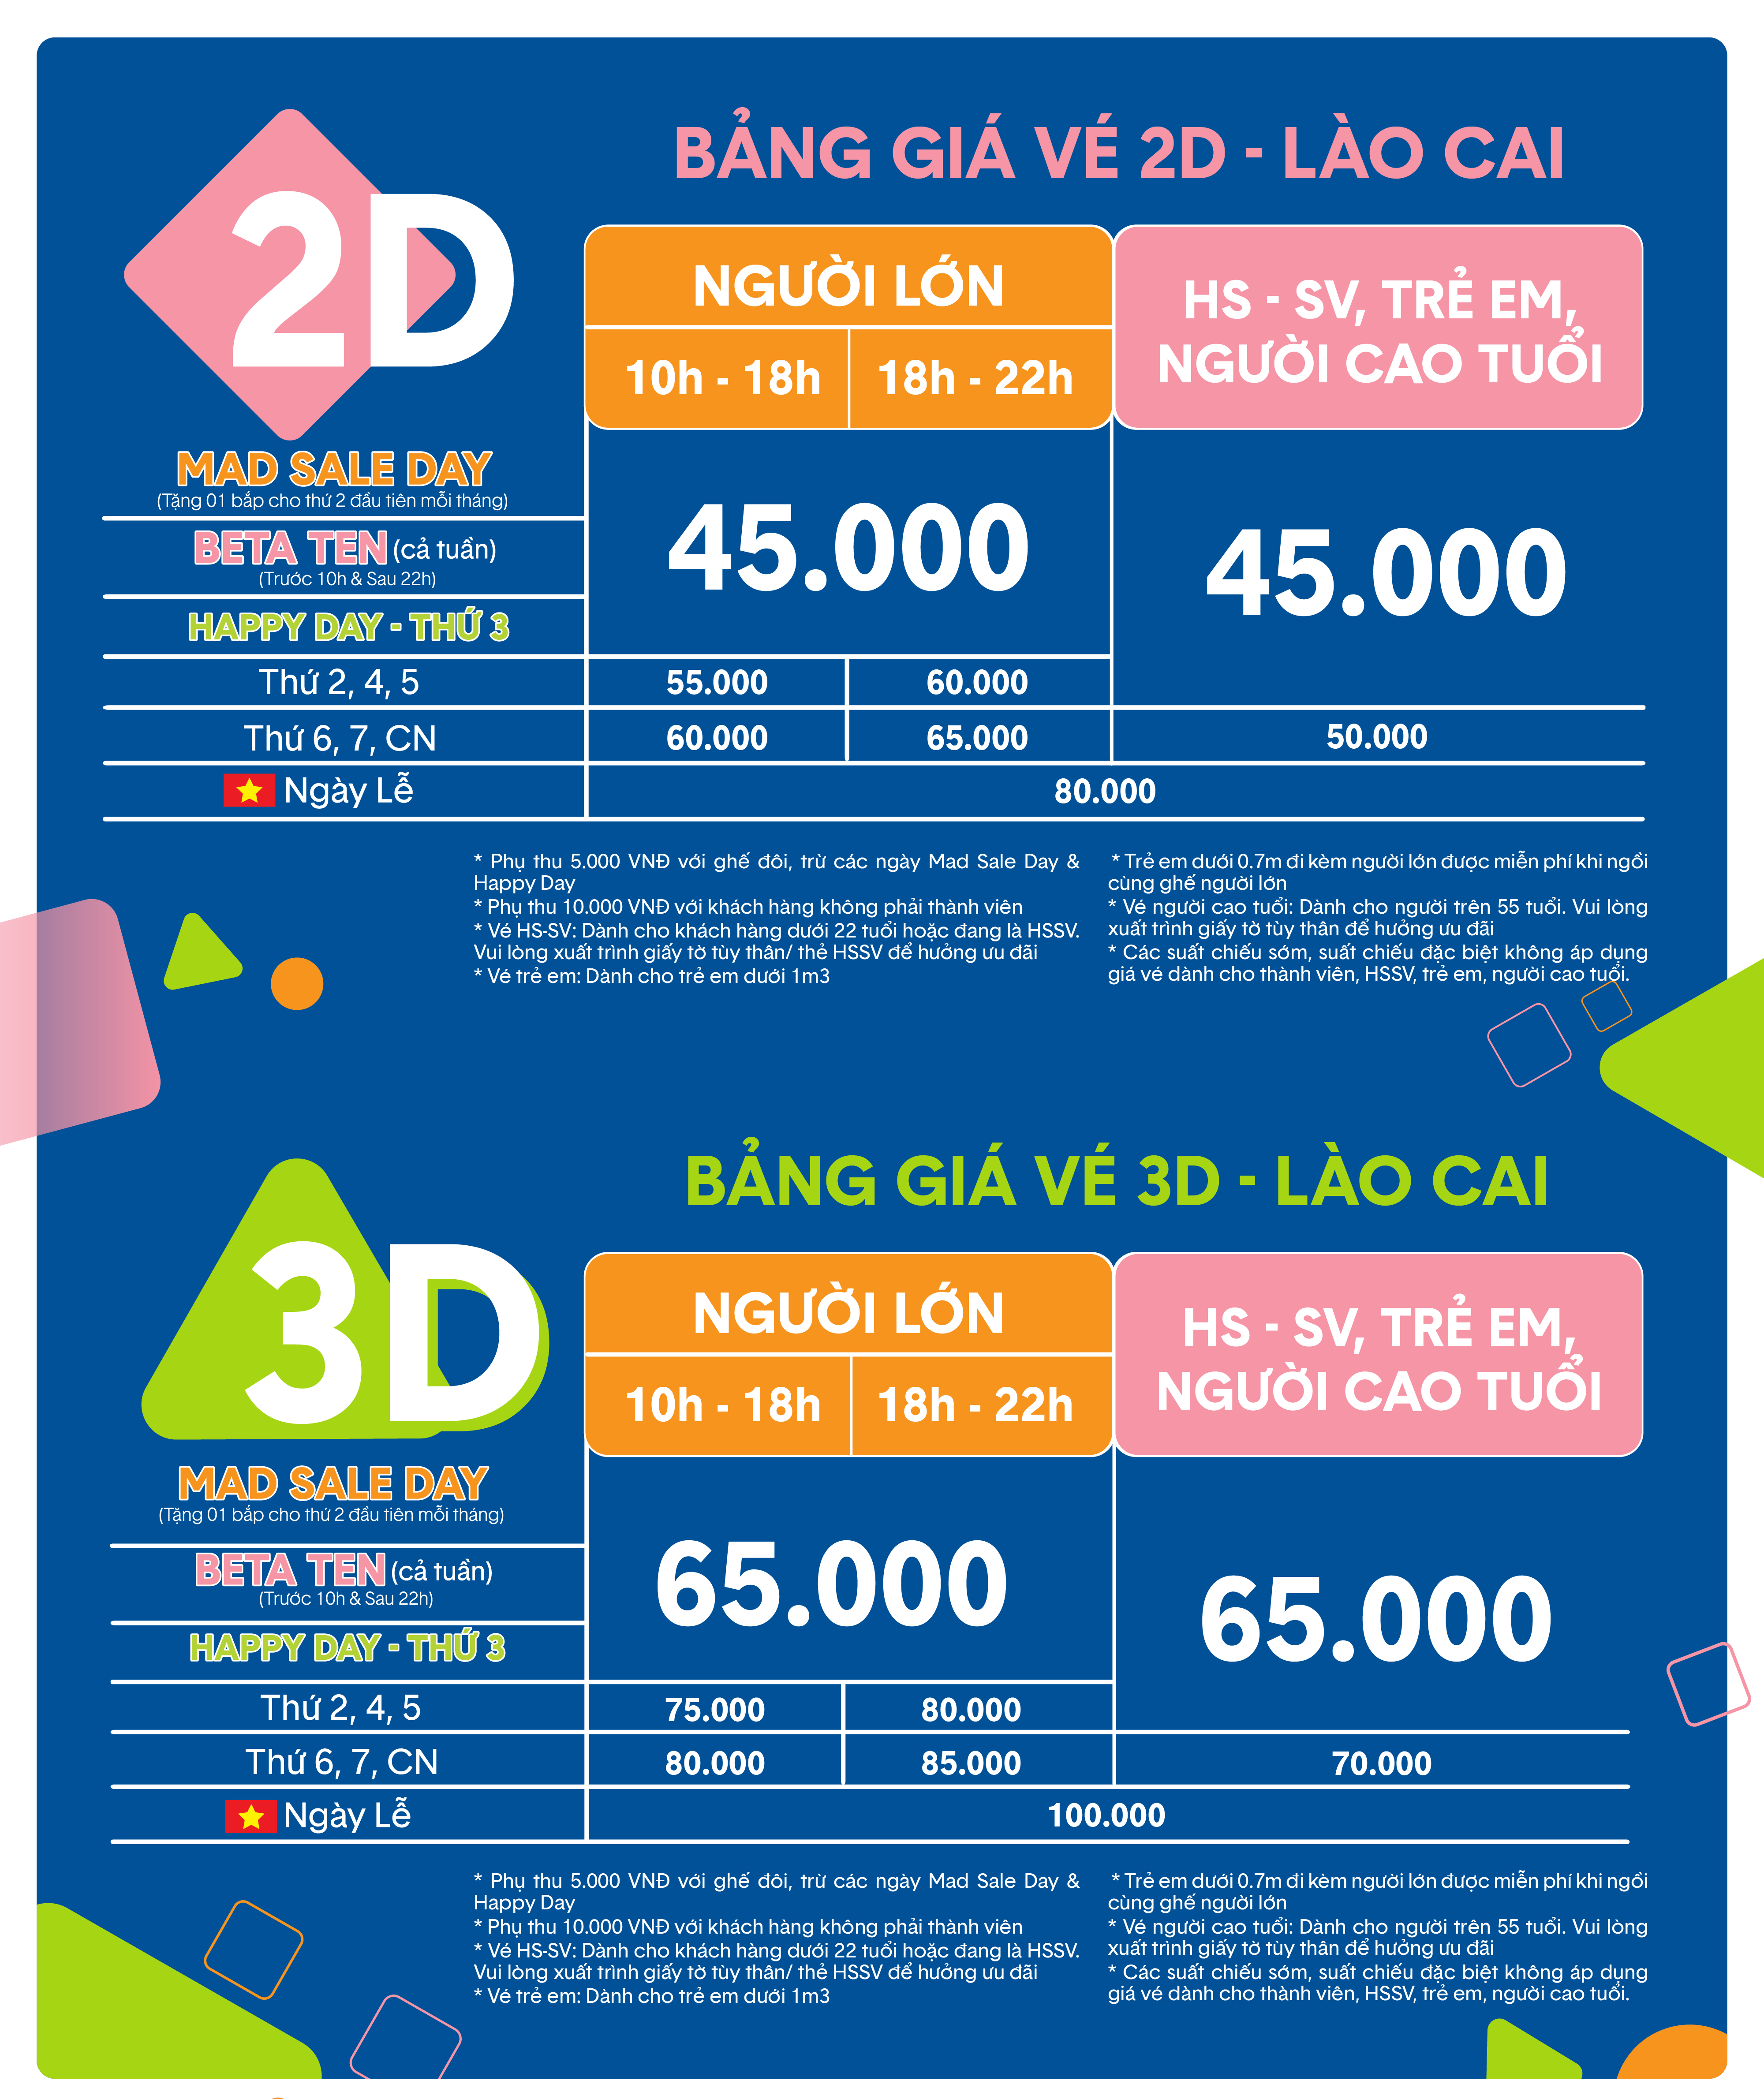 BẢNG GIÁ VÉ 2D - LÀO CAI
2D
NGƯỜI LỚN
10h - 18h
18h - 22h
HS - SV, TRẺ EM,
NGƯỜI CAO TUỔI
MAD SALE DAY
(Tặng 01 bắp cho thứ 2 đầu tiên mỗi tháng)
BETA TEN (cả tuần)
(Trước 10h & Sau 22h)
HAPPY DAY - THỨ 3
45.000
45.000
Thứ 2, 4, 5
55.000
60.000
Thứ 6, 7, CN
60.000
65.000
50.000
Ngày Lễ
80.000
* Phụ thu 5.000 VNĐ với ghế đôi, trừ các ngày Mad Sale Day &
Happy Day
* Phụ thu 10.000 VNĐ với khách hàng không phải thành viên
* Vé HS-SV: Dành cho khách hàng dưới 22 tuổi hoặc đang là HSSV.
Vui lòng xuất trình giấy tờ tùy thân/ thẻ HSSV để hưởng ưu đãi
* Vé trẻ em: Dành cho trẻ em dưới 1m3
* Trẻ em dưới 0.7m đi kèm người lớn được miễn phí khi ngồi
cùng ghế người lớn
* Vé người cao tuổi: Dành cho người trên 55 tuổi. Vui lòng
xuất trình giấy tờ tùy thân để hưởng ưu đãi
* Các suất chiếu sớm, suất chiếu đặc biệt không áp dụng
giá vé dành cho thành viên, HSSV, trẻ em, người cao tuổi.
BẢNG GIÁ VÉ 3D - LÀO CAI
3D
NGƯỜI LỚN
10h - 18h
18h - 22h
HS - SV, TRẺ EM,
NGƯỜI CAO TUỔI
MAD SALE DAY
(Tặng 01 bắp cho thứ 2 đầu tiên mỗi tháng)
BETA TEN (cả tuần)
(Trước 10h & Sau 22h)
HAPPY DAY - THỨ 3
65.000
65.000
Thứ 2, 4, 5
75.000
80.000
Thứ 6, 7, CN
80.000
85.000
70.000
Ngày Lễ
100.000
* Phụ thu 5.000 VNĐ với ghế đôi, trừ các ngày Mad Sale Day &
Happy Day
* Phụ thu 10.000 VNĐ với khách hàng không phải thành viên
* Vé HS-SV: Dành cho khách hàng dưới 22 tuổi hoặc đang là HSSV.
Vui lòng xuất trình giấy tờ tùy thân/ thẻ HSSV để hưởng ưu đãi
* Vé trẻ em: Dành cho trẻ em dưới 1m3
* Trẻ em dưới 0.7m đi kèm người lớn được miễn phí khi ngồi
cùng ghế người lớn
* Vé người cao tuổi: Dành cho người trên 55 tuổi. Vui lòng
xuất trình giấy tờ tùy thân để hưởng ưu đãi
* Các suất chiếu sớm, suất chiếu đặc biệt không áp dụng
giá vé dành cho thành viên, HSSV, trẻ em, người cao tuổi.